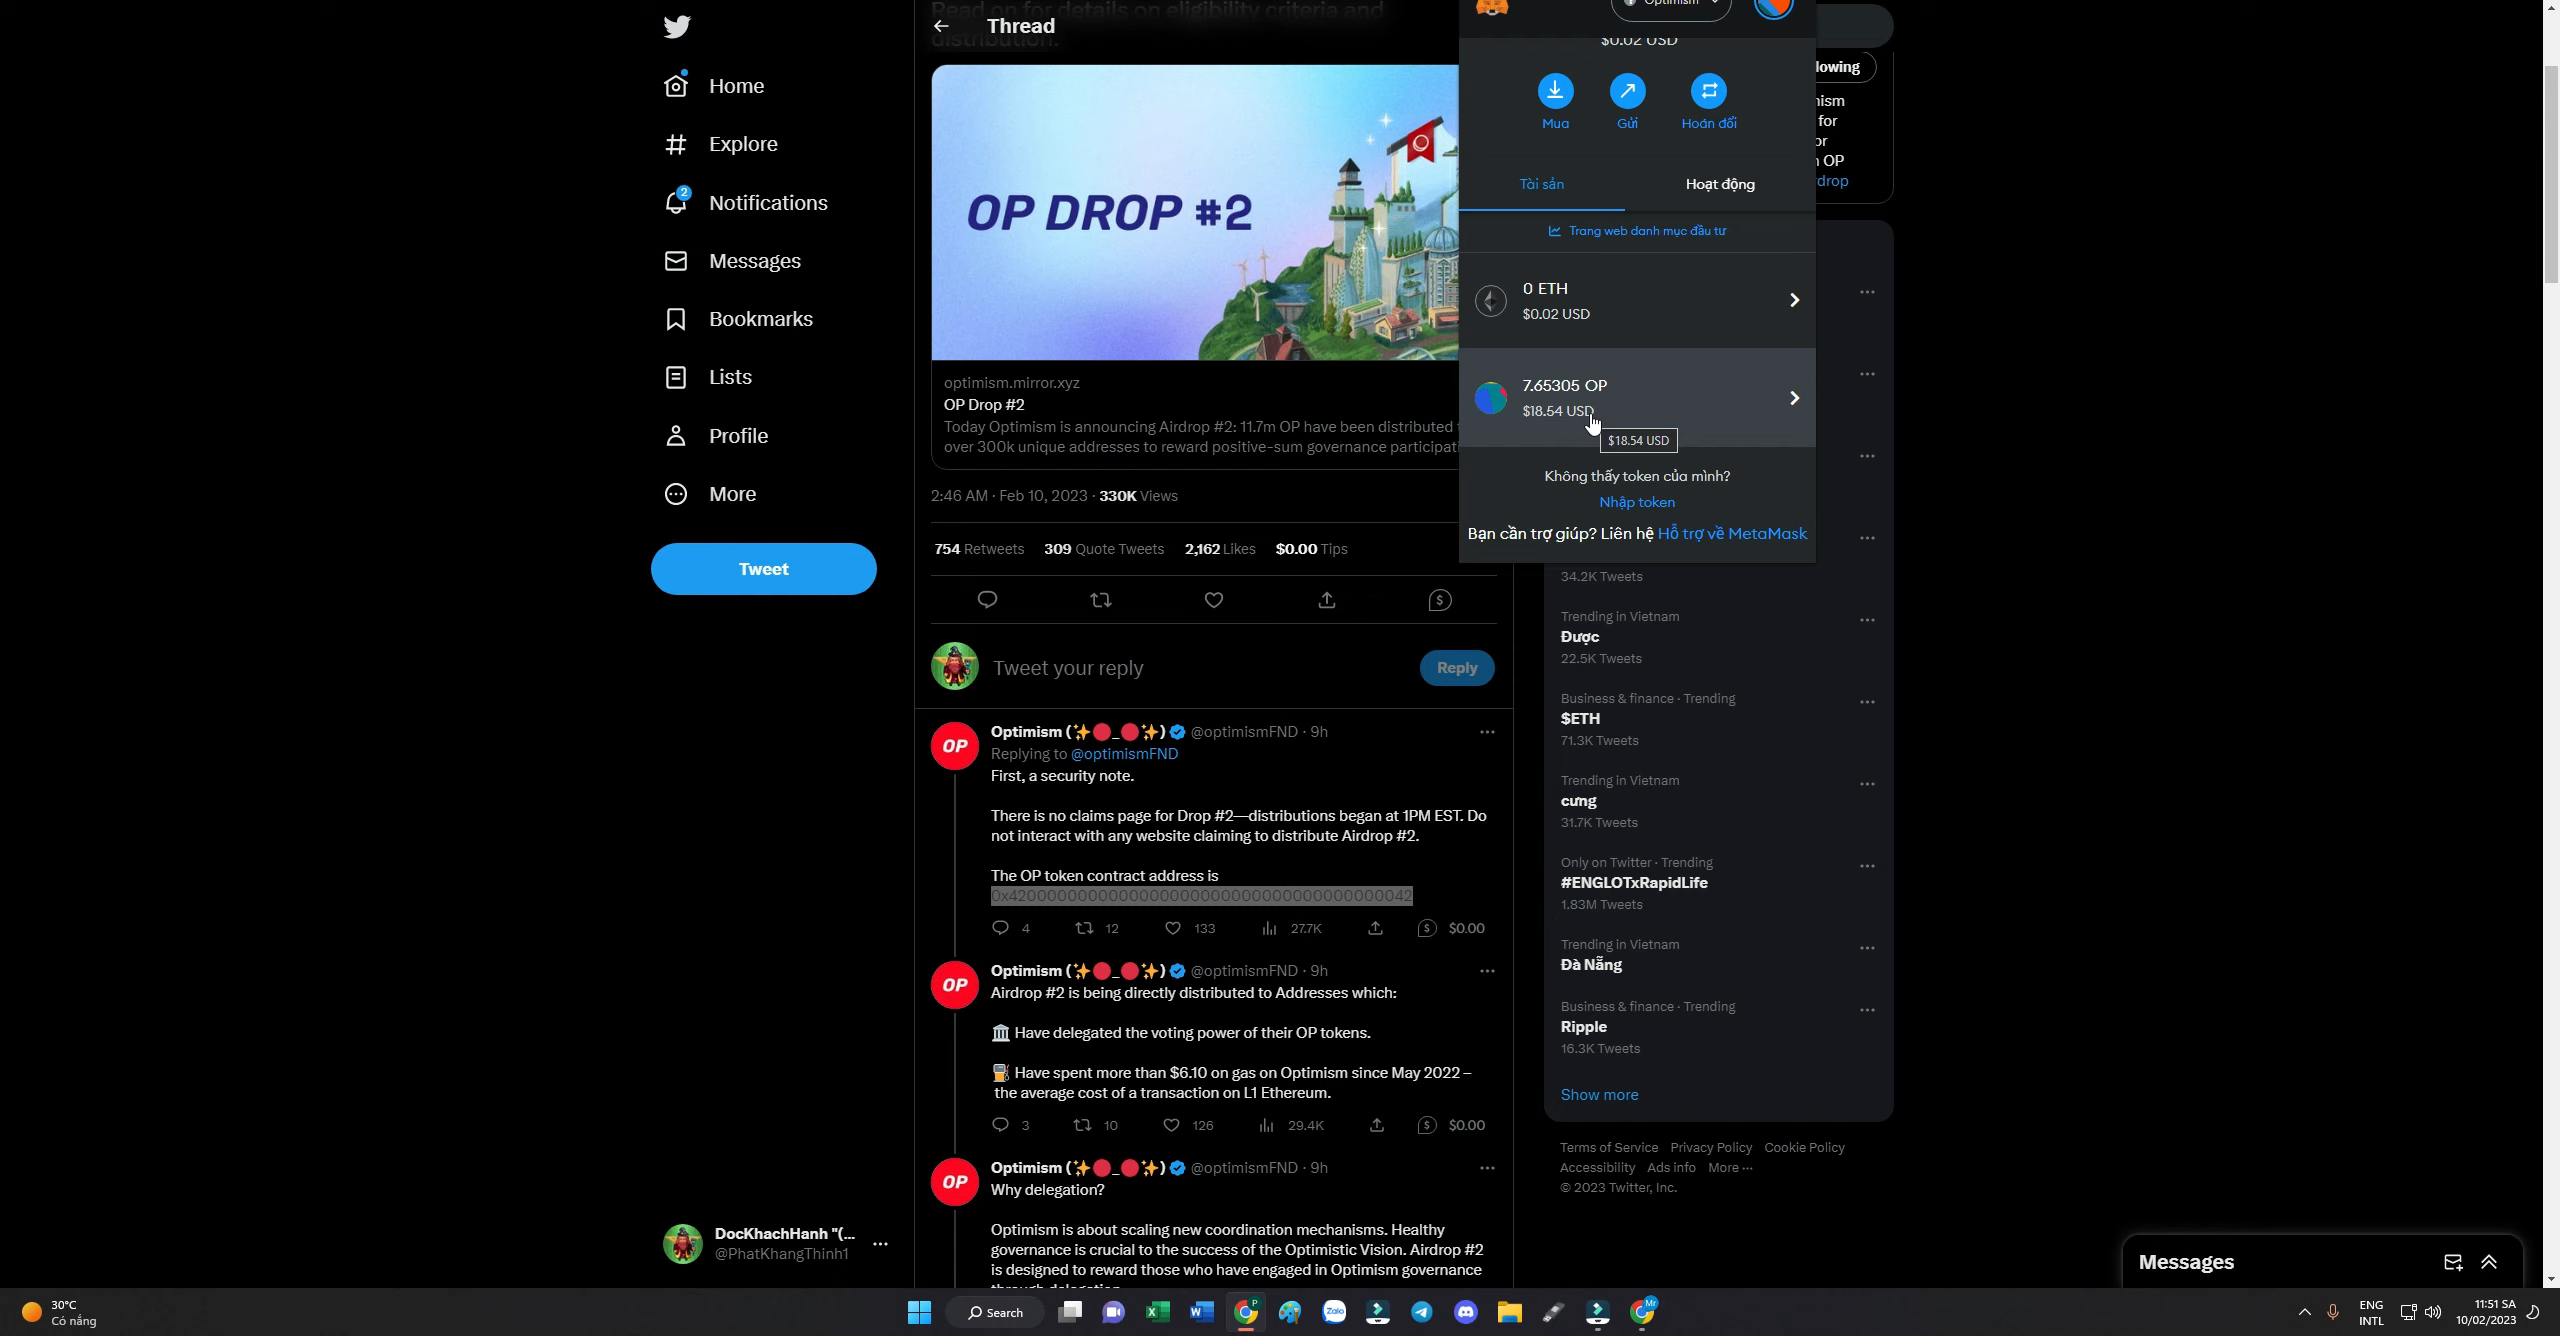 Home
Explore
2
Notifications
Messages
Bookmarks
Lists
Profile
More
Tweet
DocKhachHanh "(...
@PhatKhangThinh1
Read on for details on eligibility criteria and
distribution.
Thread
OP DROP #2
optimism.mirror.xyz
OP Drop #2
Today Optimism is announcing Airdrop #2: 11.7m OP have been distributed
over 300k unique addresses to reward positive-sum governance
2:46 AM · Feb 10, 2023 · 330K Views
754 Retweets 309 Quote Tweets 2,162 Likes $0.00 Tips
Tweet your reply
Reply
OP
Optimism (✨🔴_🔴✨) @optimismFND · 9h
Replying to @optimismFND
First, a security note.
There is no claims page for Drop #2—distributions began at 1PM EST. Do
not interact with any website claiming to distribute Airdrop #2.
The OP token contract address is
0x4200000000000000000000000000000000000042
4 12 133 27.7K $0.00
OP
Optimism (✨🔴_🔴✨) @optimismFND · 9h
Airdrop #2 is being directly distributed to Addresses which:
🏛 Have delegated the voting power of their OP tokens.
⛽ Have spent more than $6.10 on gas on Optimism since May 2022 –
the average cost of a transaction on L1 Ethereum.
3 10 126 29.4K $0.00
OP
Optimism (✨🔴_🔴✨) @optimismFND · 9h
Why delegation?
Optimism is about scaling new coordination mechanisms. Healthy
governance is crucial to the success of the Optimistic Vision. Airdrop #2
is designed to reward those who have engaged in Optimism governance
through delegation
Optimism
$0.02 USD
Mua
Gửi
Hoán đổi
Tài sản
Hoạt động
Trang web danh mục đầu tư
0 ETH
$0.02 USD
7.65305 OP
$18.54 USD
$18.54 USD
Không thấy token của mình?
Nhập token
Bạn cần trợ giúp? Liên hệ Hỗ trợ về MetaMask
for
OP
34.2K Tweets
Trending in Vietnam
Được
22.5K Tweets
Business & finance · Trending
$ETH
71.3K Tweets
Trending in Vietnam
cưng
31.7K Tweets
Only on Twitter · Trending
#ENGLOTxRapidLife
1.83M Tweets
Trending in Vietnam
Đà Nẵng
Business & finance · Trending
Ripple
16.3K Tweets
Show more
Terms of Service Privacy Policy Cookie Policy
Accessibility Ads info More ...
© 2023 Twitter, Inc.
Messages
30°C
Có nắng
Search
Zalo
P
Mr
ENG
INTL
11:51 SA
10/02/2023